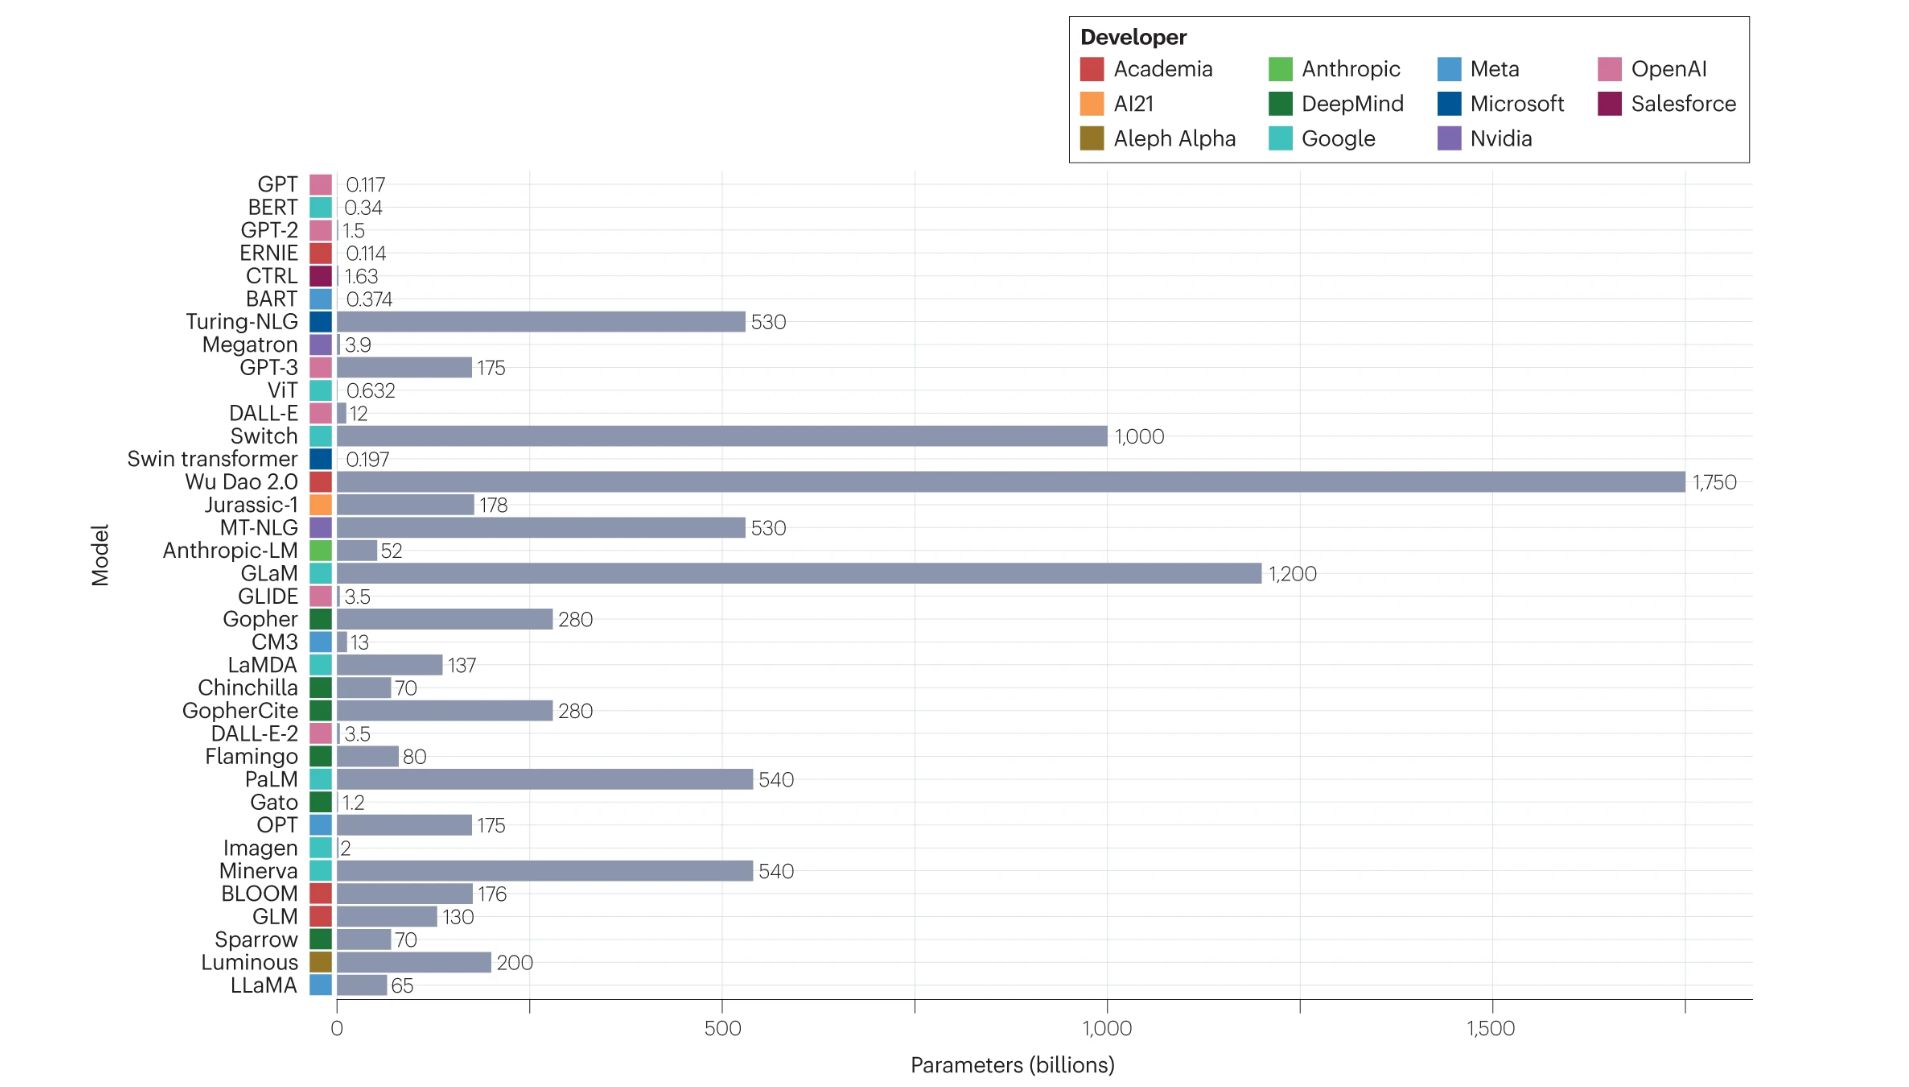 Developer
Academia Anthropic Meta OpenAI
AI21 DeepMind Microsoft Salesforce
Aleph Alpha Google Nvidia
GPT 0.117
BERT 0.34
GPT-2 1.5
ERNIE 0.114
CTRL 1.63
BART 0.374
Turing-NLG 530
Megatron 3.9
GPT-3 175
ViT 0.632
DALL-E 12
Switch 1,000
Swin transformer 0.197
Wu Dao 2.0 1,750
Jurassic-1 178
MT-NLG 530
Anthropic-LM 52
GLaM 1,200
GLIDE 3.5
Gopher 280
CM3 13
LaMDA 137
Chinchilla 70
GopherCite 280
DALL-E-2 3.5
Flamingo 80
PaLM 540
Gato 1.2
OPT 175
Imagen 2
Minerva 540
BLOOM 176
GLM 130
Sparrow 70
Luminous 200
LLaMA 65
Model
0 500 1,000 1,500
Parameters (billions)